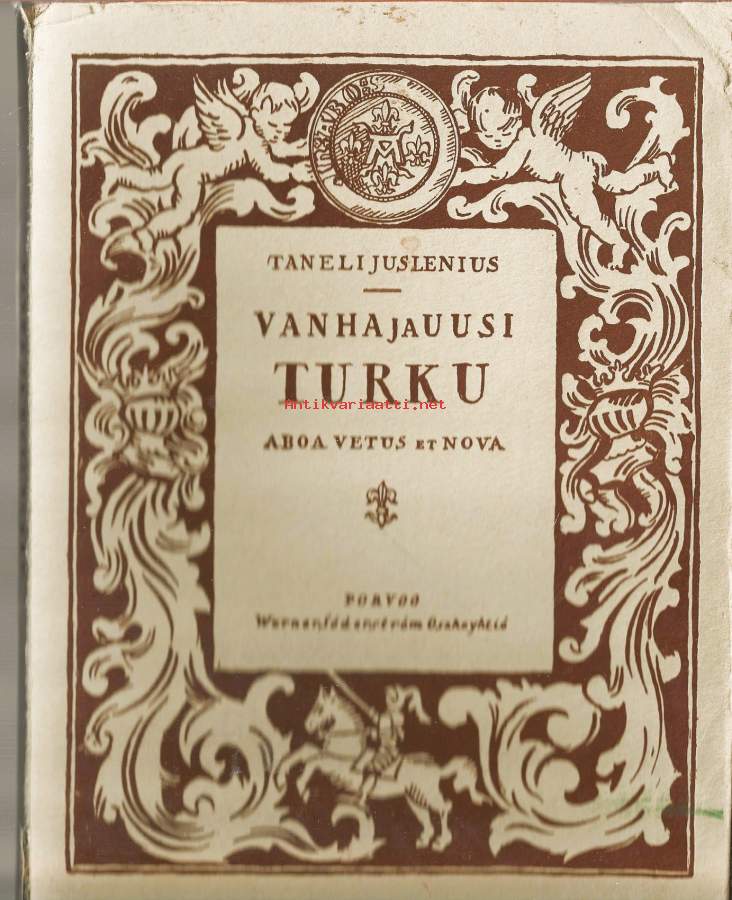 TANELI JUSLENIUS
VANHA JA UUSI
TURKU
Antikvariaatti.net
ABOA VETUS ET NOVA
PORVOO
Werner Söderström Osakeyhtiö